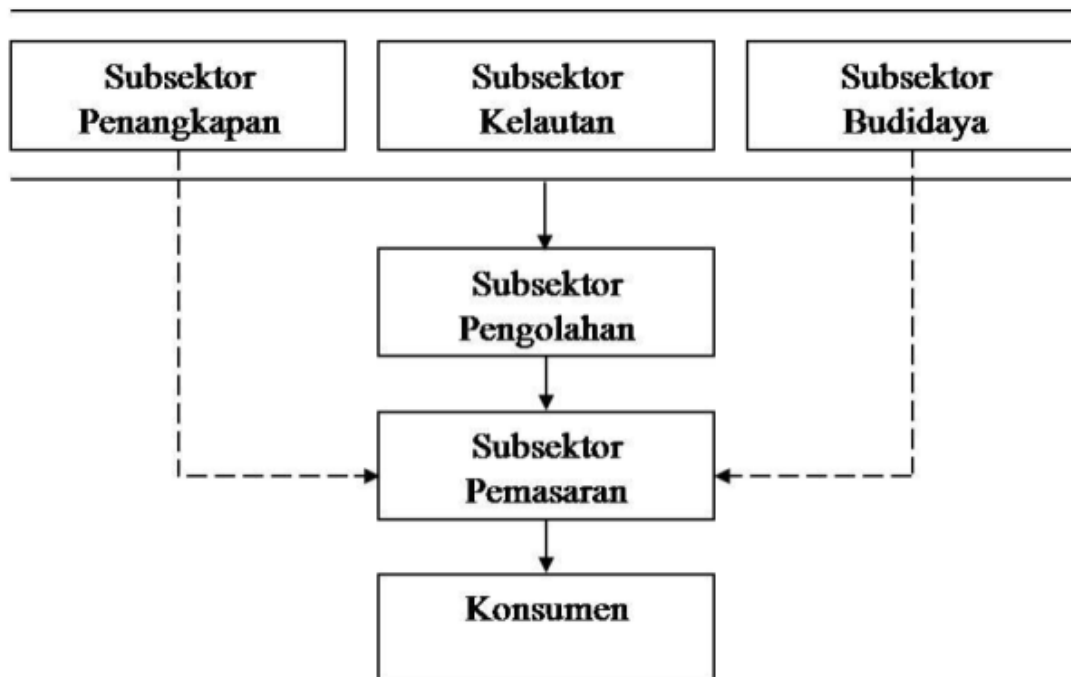 Subsektor
Penangkapan
Subsektor
Kelautan
Subsektor
Budidaya
Subsektor
Pengolahan
Subsektor
Pemasaran
Konsumen